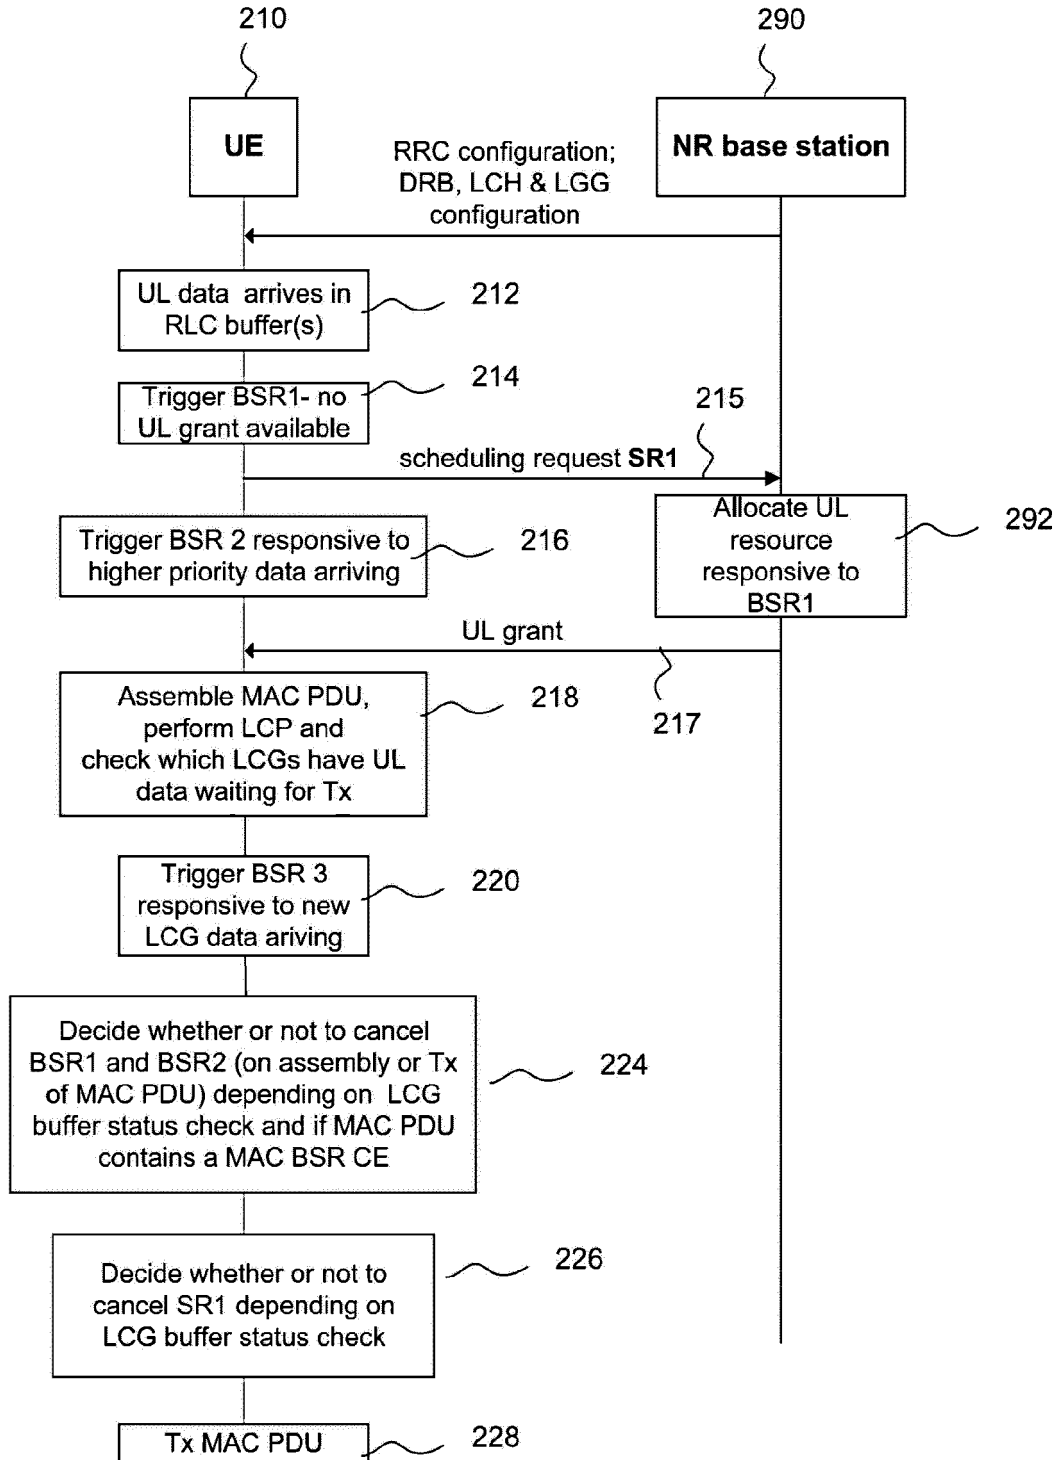 210
290
UE
NR base station
RRC configuration;
DRB, LCH & LGG
configuration
UL data arrives in
RLC buffer(s)
212
Trigger BSR1- no
UL grant available
214
215
scheduling request SR1
Trigger BSR 2 responsive to
higher priority data arriving
216
Allocate UL
resource
responsive to
BSR1
292
UL grant
217
Assemble MAC PDU,
perform LCP and
check which LCGs have UL
data waiting for Tx
218
Trigger BSR 3
responsive to new
LCG data ariving
220
Decide whether or not to cancel
BSR1 and BSR2 (on assembly or Tx
of MAC PDU) depending on LCG
buffer status check and if MAC PDU
contains a MAC BSR CE
224
Decide whether or not to
cancel SR1 depending on
LCG buffer status check
226
Tx MAC PDU
228